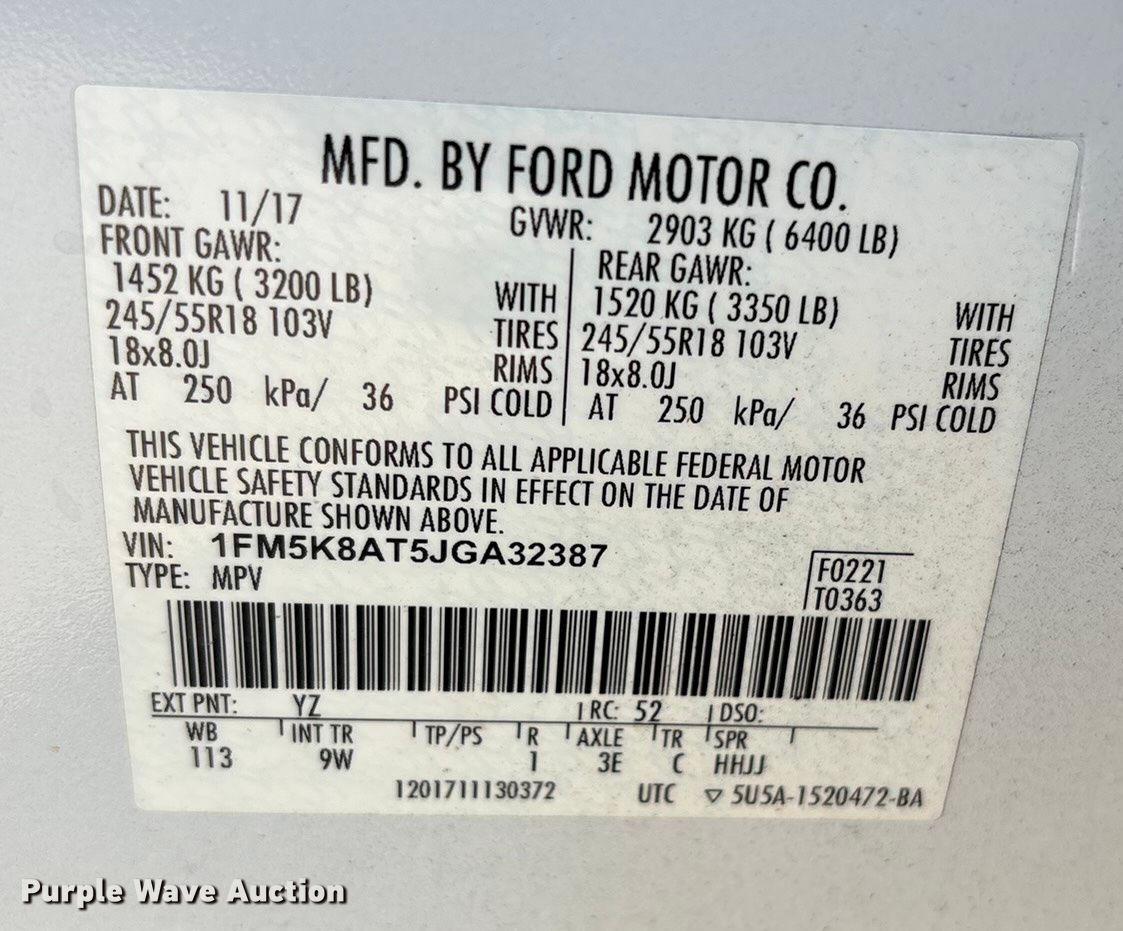 MFD. BY FORD MOTOR CO.
DATE: 11/17 GVWR: 2903 KG ( 6400 LB)
FRONT GAWR: REAR GAWR:
1452 KG ( 3200 LB) WITH 1520 KG ( 3350 LB) WITH
245/55R18 103V TIRES 245/55R18 103V TIRES
18x8.0J RIMS 18x8.0J RIMS
AT 250 kPa/ 36 PSI COLD AT 250 kPa/ 36 PSI COLD
THIS VEHICLE CONFORMS TO ALL APPLICABLE FEDERAL MOTOR
VEHICLE SAFETY STANDARDS IN EFFECT ON THE DATE OF
MANUFACTURE SHOWN ABOVE.
VIN: 1FM5K8AT5JGA32387
TYPE: MPV
F0221
T0363
EXT PNT: YZ RC: 52 DSO:
WB INT TR TP/PS R AXLE TR SPR
113 9W 1 3E C HHJJ
1201711130372 UTC ▽ 5U5A-1520472-BA
Purple Wave Auction